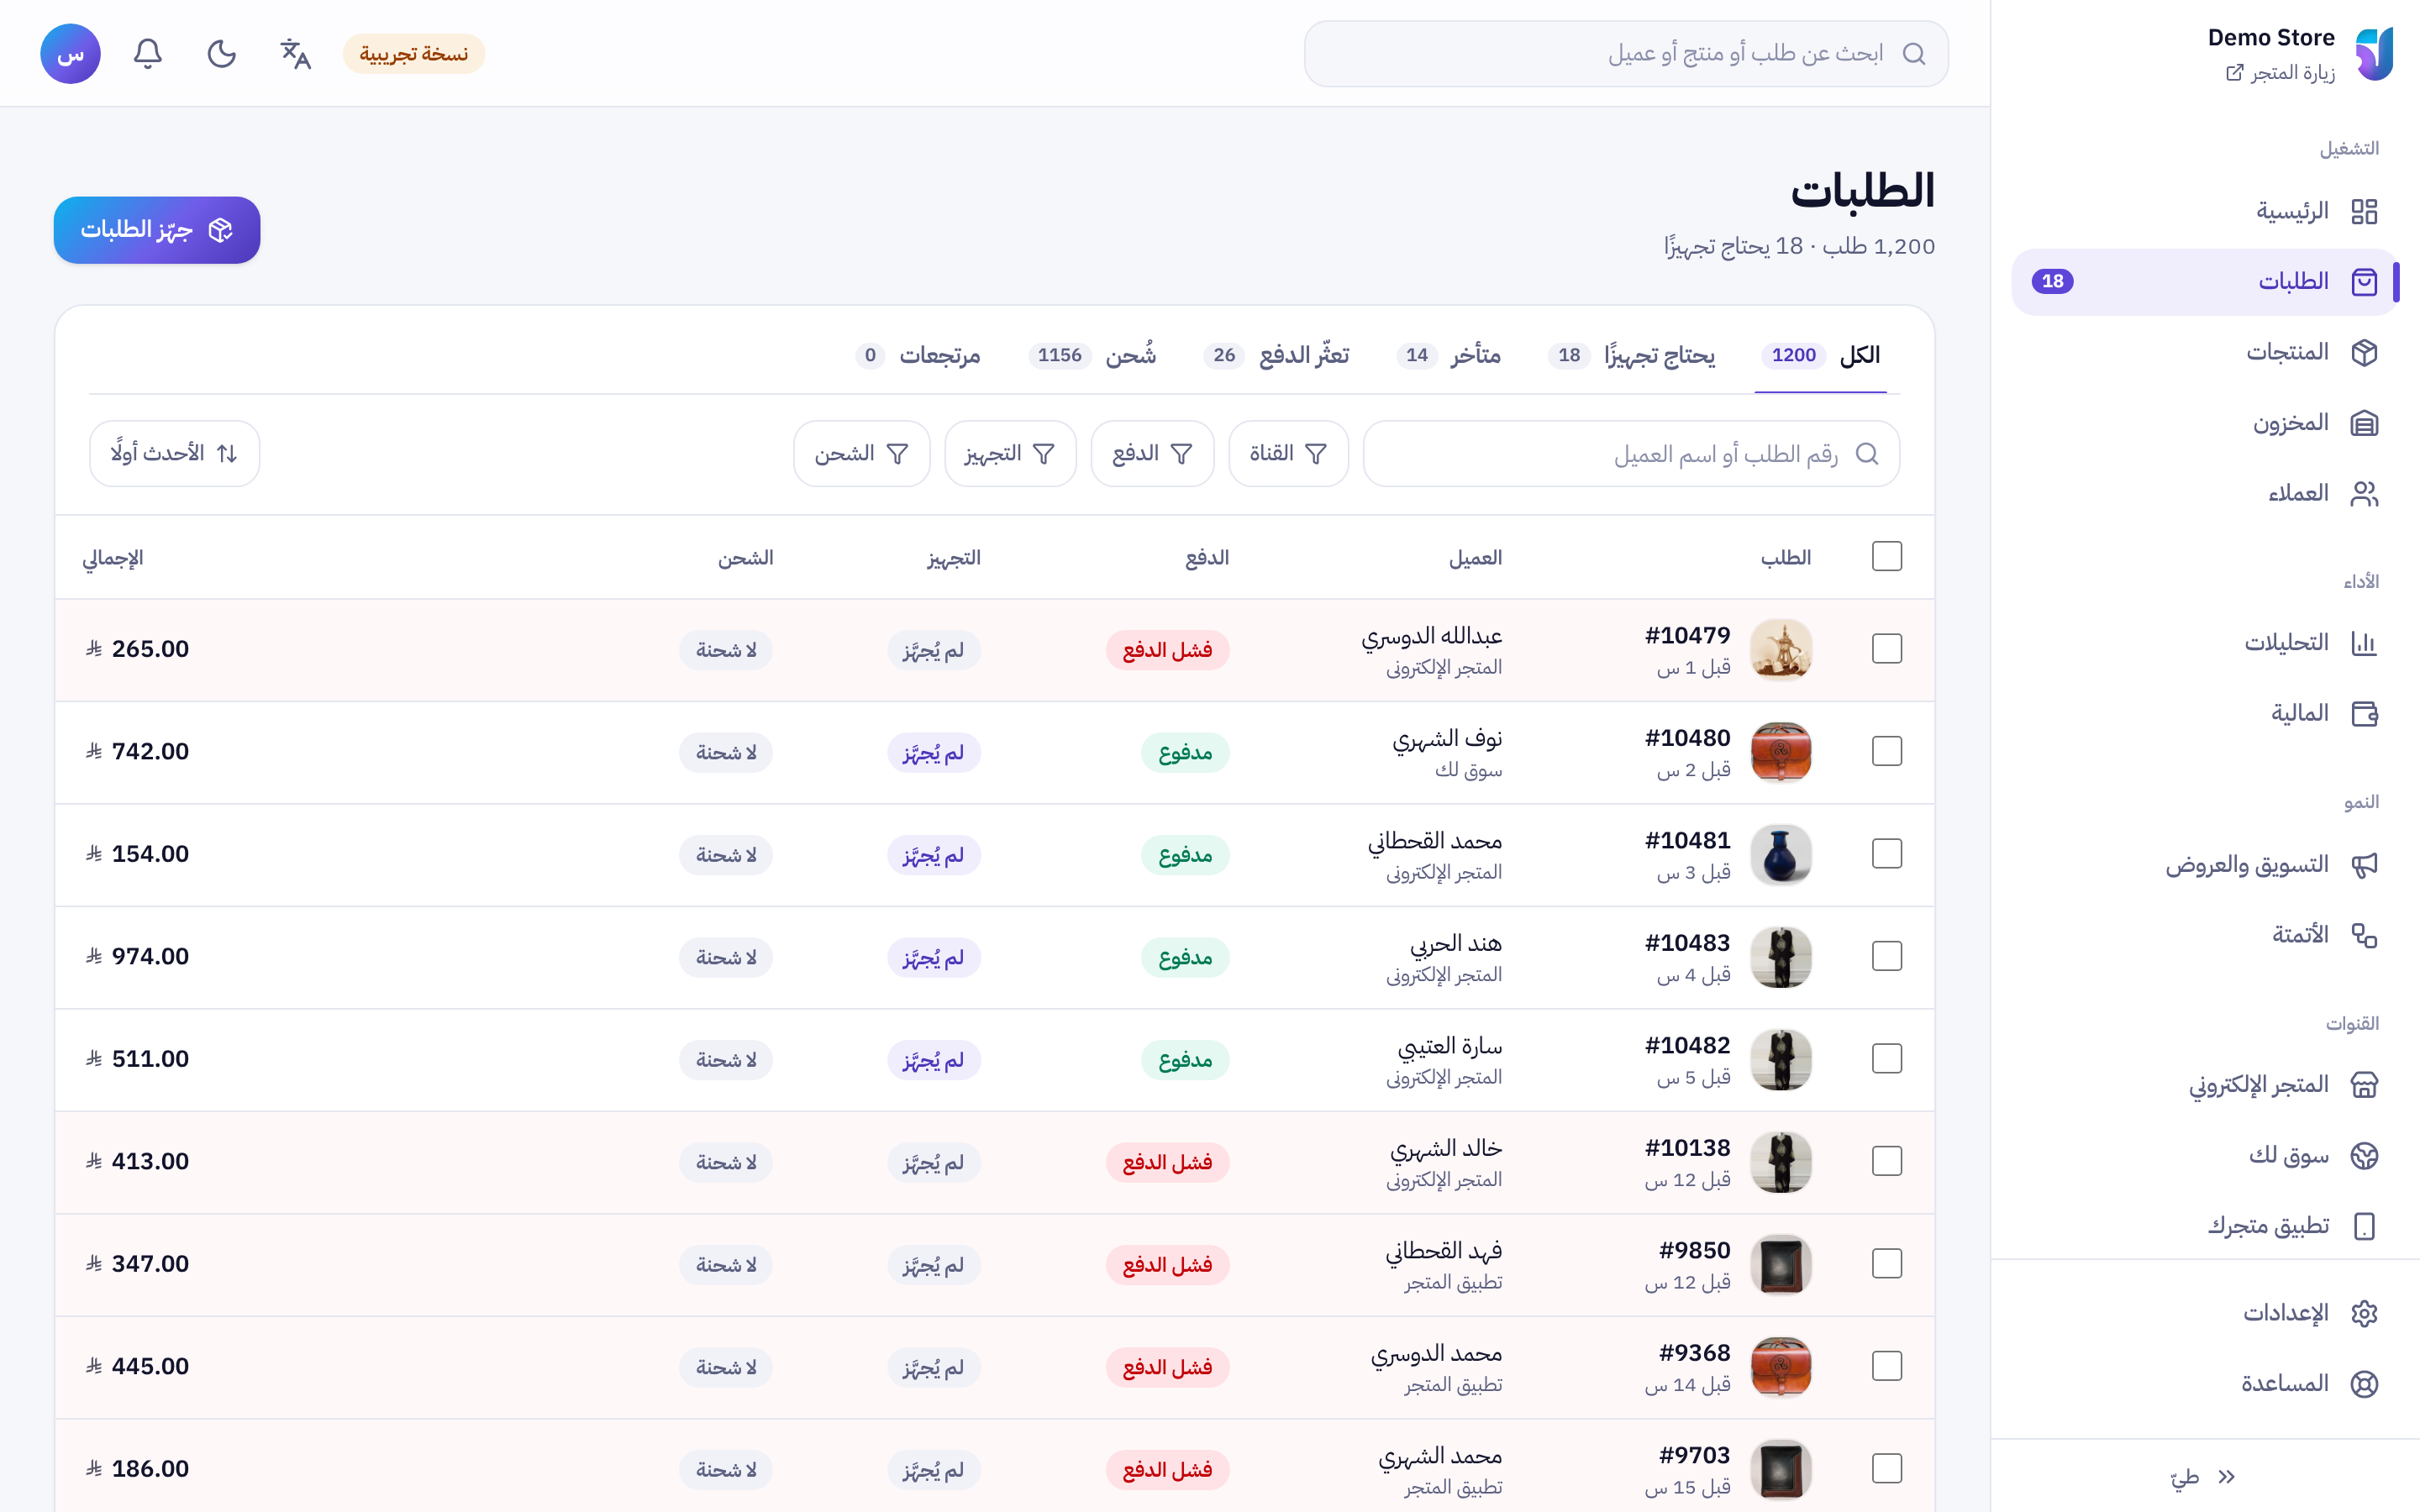 Demo Store
زيارة المتجر
التشغيل
الرئيسية
الطلبات 18
المنتجات
المخزون
العملاء
الأداء
التحليلات
المالية
النمو
التسويق والعروض
الأتمتة
القنوات
المتجر الإلكتروني
سوق لك
تطبيق متجرك
الإعدادات
المساعدة
طيّ
ابحث عن طلب أو منتج أو عميل
نسخة تجريبية
س
الطلبات
1,200 طلب · 18 يحتاج تجهيزًا
جهّز الطلبات
الكل 1200 يحتاج تجهيزًا 18 متأخر 14 تعثّر الدفع 26 شُحن 1156 مرتجعات 0
رقم الطلب أو اسم العميل القناة الدفع التجهيز الشحن الأحدث أولًا
الطلب العميل الدفع التجهيز الشحن الإجمالي
#10479 عبدالله الدوسري فشل الدفع لم يُجهَّز لا شحنة 265.00
قبل 1 س المتجر الإلكتروني
#10480 نوف الشهري مدفوع لم يُجهَّز لا شحنة 742.00
قبل 2 س سوق لك
#10481 محمد القحطاني مدفوع لم يُجهَّز لا شحنة 154.00
قبل 3 س المتجر الإلكتروني
#10483 هند الحربي مدفوع لم يُجهَّز لا شحنة 974.00
قبل 4 س المتجر الإلكتروني
#10482 سارة العتيبي مدفوع لم يُجهَّز لا شحنة 511.00
قبل 5 س المتجر الإلكتروني
#10138 خالد الشهري فشل الدفع لم يُجهَّز لا شحنة 413.00
قبل 12 س المتجر الإلكتروني
#9850 فهد القحطاني فشل الدفع لم يُجهَّز لا شحنة 347.00
قبل 12 س تطبيق المتجر
#9368 محمد الدوسري فشل الدفع لم يُجهَّز لا شحنة 445.00
قبل 14 س تطبيق المتجر
#9703 محمد الشهري فشل الدفع لم يُجهَّز لا شحنة 186.00
قبل 15 س تطبيق المتجر